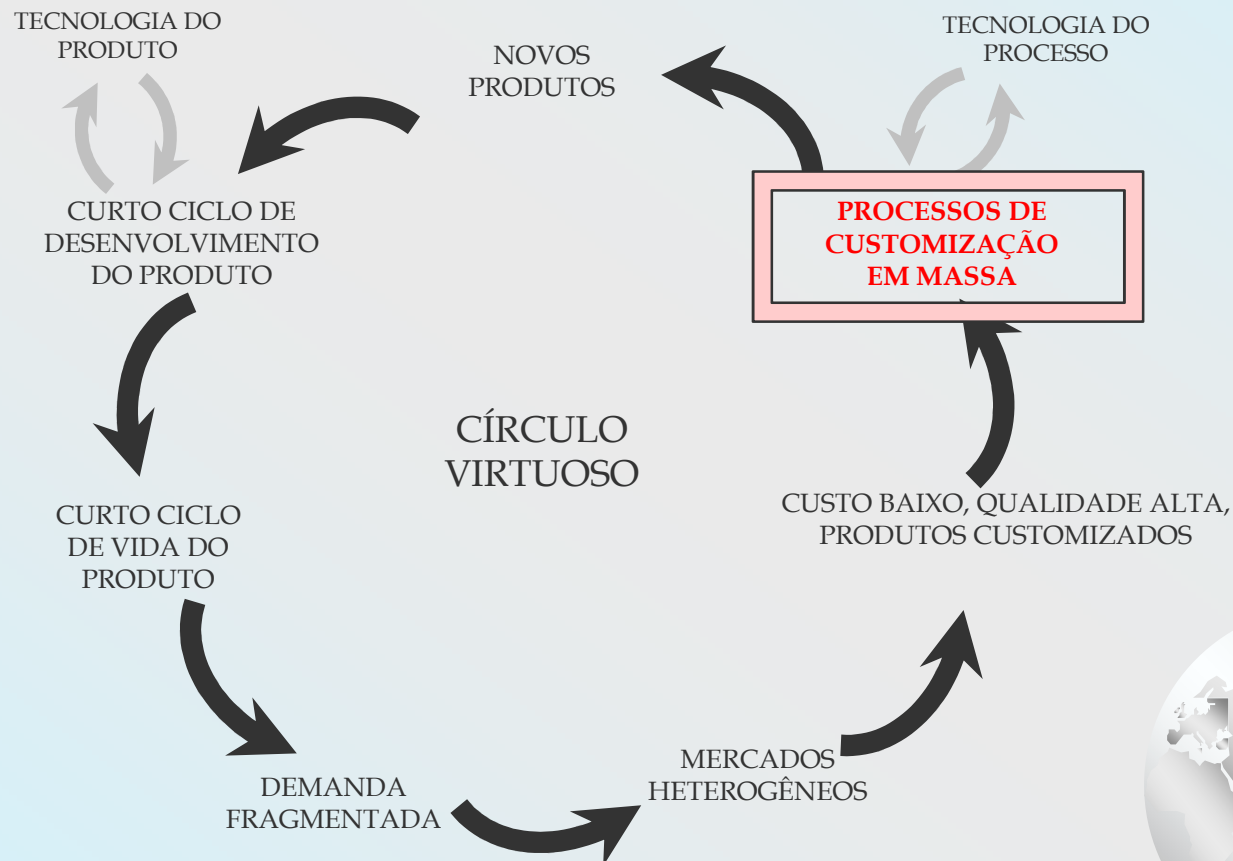 TECNOLOGIA DO
PRODUTO
NOVOS
PRODUTOS
TECNOLOGIA DO
PROCESSO
CURTO CICLO DE
DESENVOLVIMENTO
DO PRODUTO
PROCESSOS DE
CUSTOMIZAÇÃO
EM MASSA
CÍRCULO
VIRTUOSO
CURTO CICLO
DE VIDA DO
PRODUTO
CUSTO BAIXO, QUALIDADE ALTA,
PRODUTOS CUSTOMIZADOS
DEMANDA
FRAGMENTADA
MERCADOS
HETEROGÊNEOS